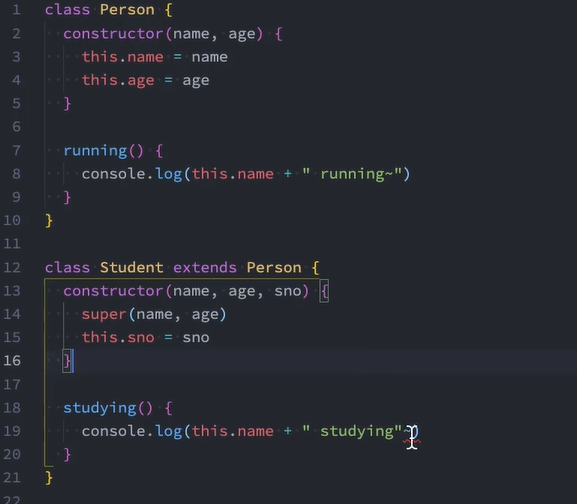 1 class Person {
2 constructor(name, age) {
3 this.name = name
4 this.age = age
5 }
6
7 running() {
8 console.log(this.name + " running~")
9 }
10 }
11
12 class Student extends Person {
13 constructor(name, age, sno) {
14 super(name, age)
15 this.sno = sno
16 }
17
18 studying() {
19 console.log(this.name + " studying"~)
20 }
21 }
22